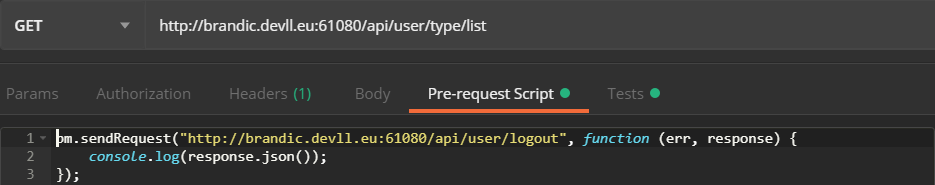 GET http://brandic.devll.eu:61080/api/user/type/list
Params Authorization Headers (1) Body Pre-request Script Tests
1 pm.sendRequest("http://brandic.devll.eu:61080/api/user/logout", function (err, response) {
2 console.log(response.json());
3 });